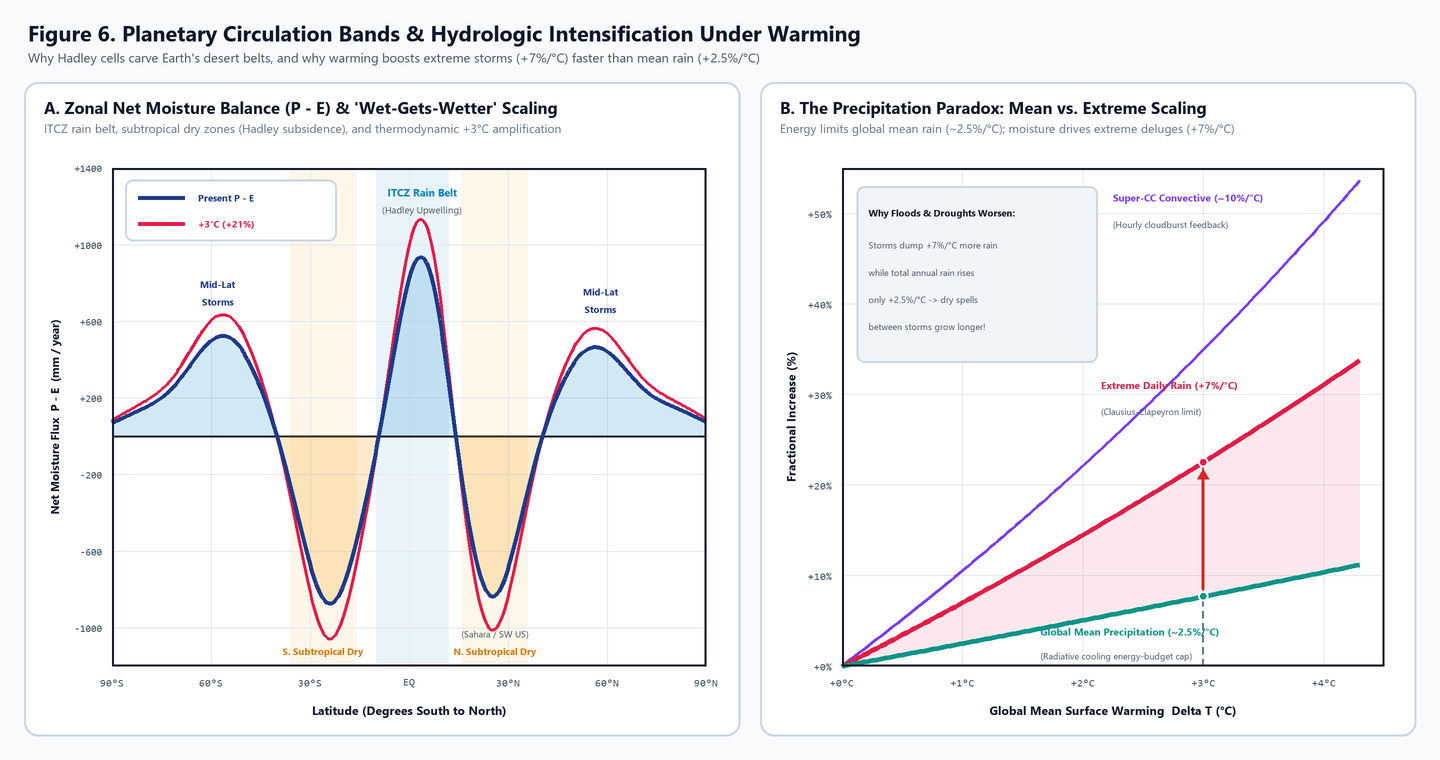 Figure 6. Planetary Circulation Bands & Hydrologic Intensification Under Warming
Why Hadley cells carve Earth's desert belts, and why warming boosts extreme storms (+7%/°C) faster than mean rain (+2.5%/°C)
A. Zonal Net Moisture Balance (P - E) & 'Wet-Gets-Wetter' Scaling
ITCZ rain belt, subtropical dry zones (Hadley subsidence), and thermodynamic +3°C amplification
+1400
+1000
+600
+200
-200
-600
-1000
Net Moisture Flux P - E (mm / year)
Present P - E
+3°C (+21%)
ITCZ Rain Belt
(Hadley Upwelling)
Mid-Lat
Storms
Mid-Lat
Storms
(Sahara / SW US)
S. Subtropical Dry
N. Subtropical Dry
90°S
60°S
30°S
EQ
30°N
60°N
90°N
Latitude (Degrees South to North)
B. The Precipitation Paradox: Mean vs. Extreme Scaling
Energy limits global mean rain (~2.5%/°C); moisture drives extreme deluges (+7%/°C)
+50%
+40%
+30%
+20%
+10%
+0%
Fractional Increase (%)
Why Floods & Droughts Worsen:
Storms dump +7%/°C more rain
while total annual rain rises
only +2.5%/°C -> dry spells
between storms grow longer!
Super-CC Convective (~10%/°C)
(Hourly cloudburst feedback)
Extreme Daily Rain (+7%/°C)
(Clausius-Clapeyron limit)
Global Mean Precipitation (~2.5%/°C)
(Radiative cooling energy-budget cap)
+0°C
+1°C
+2°C
+3°C
+4°C
Global Mean Surface Warming Delta T (°C)